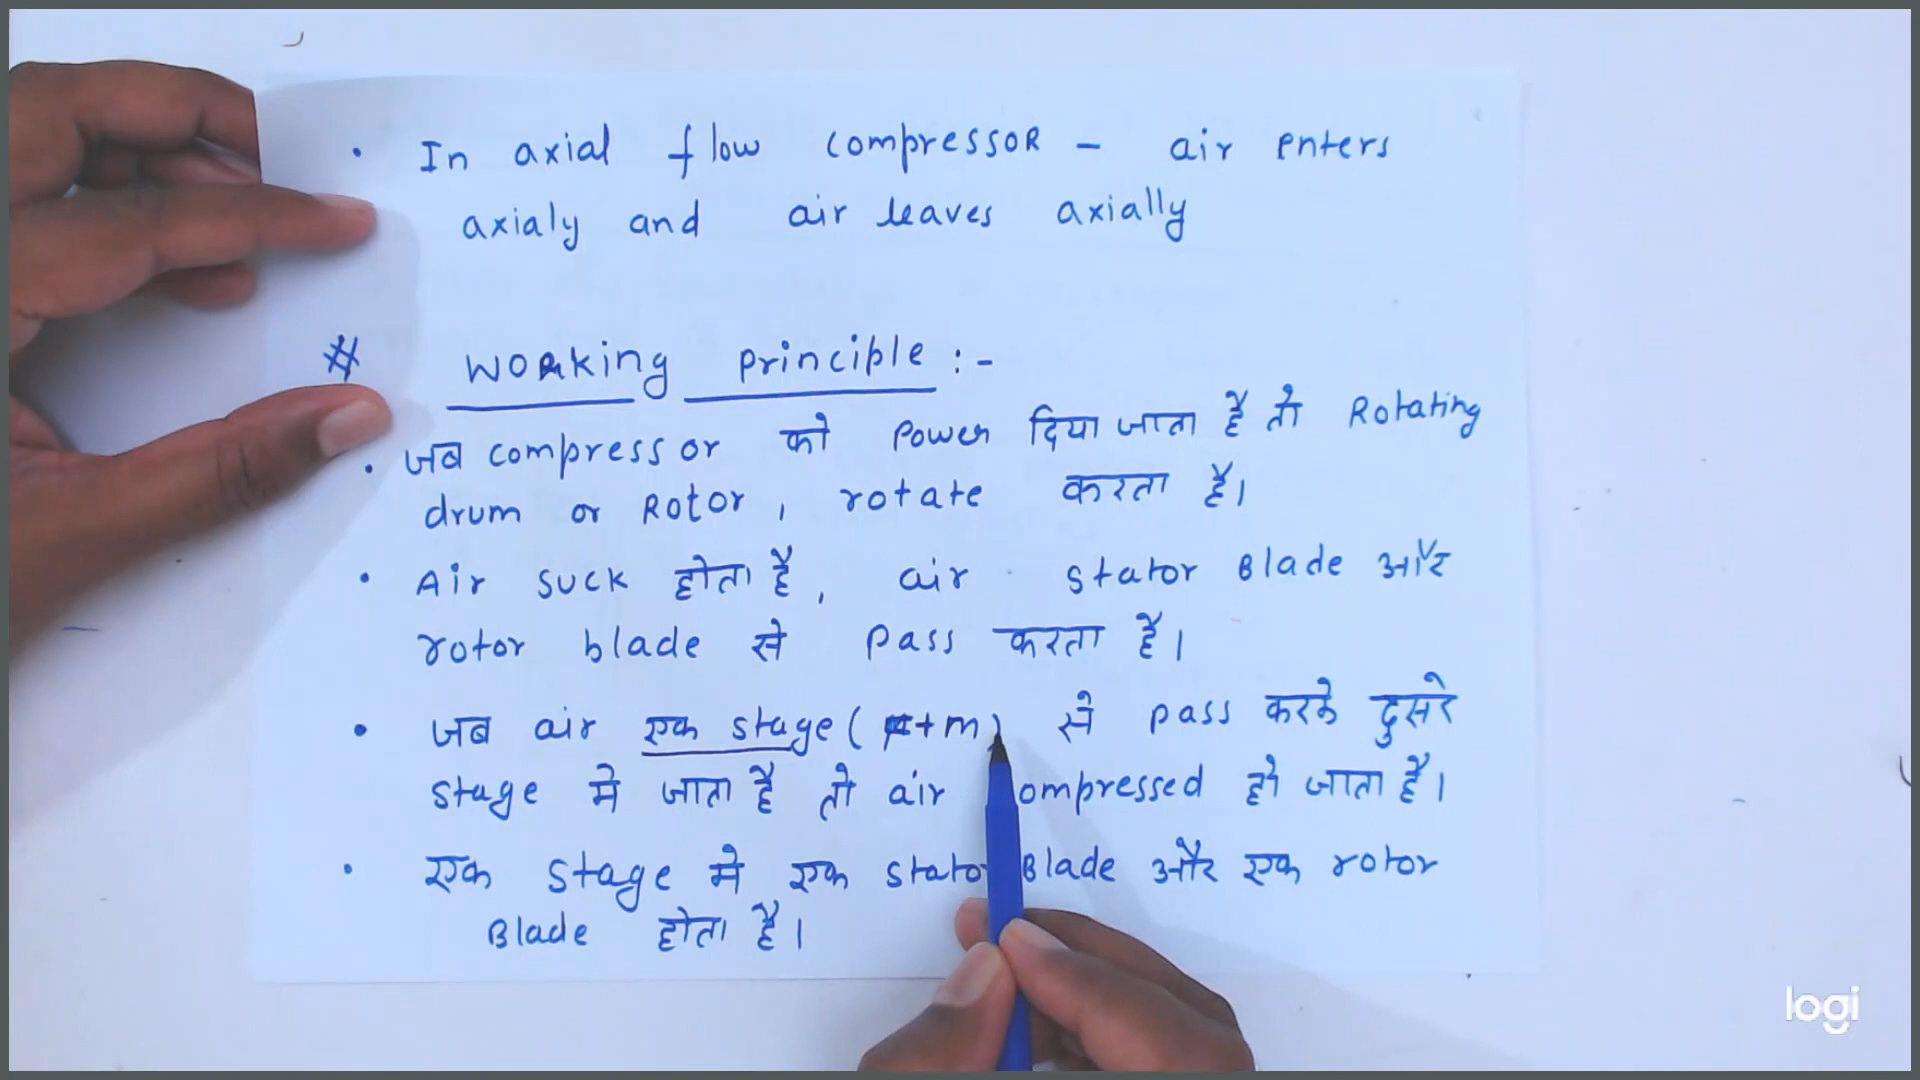 • In axial flow compressor - air enters
axialy and air leaves axially
# Working principle :-
• जब compressor को Power दिया जाता है तो Rotating
drum or Rotor, rotate करता है।
• Air suck होता है, air stator Blade और
rotor blade से Pass करता है।
• जब air एक stage ( +m) से pass करके दुसरे
stage मे जाता है तो air compressed हो जाता है।
• एक stage मे एक stator Blade और एक rotor
Blade होता है।
logi